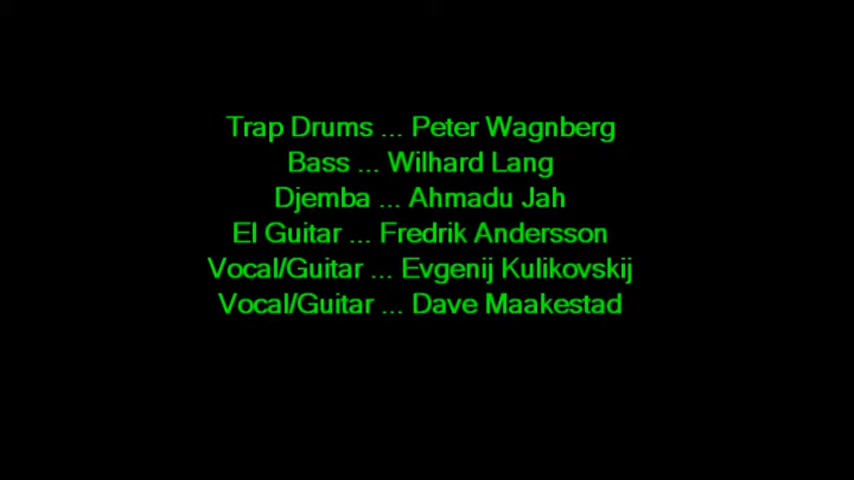 Trap Drums ... Peter Wagnberg
Bass ... Wilhard Lang
Djemba ... Ahmadu Jah
El Guitar ... Fredrik Andersson
Vocal/Guitar ... Evgenij Kulikovskij
Vocal/Guitar ... Dave Maakestad